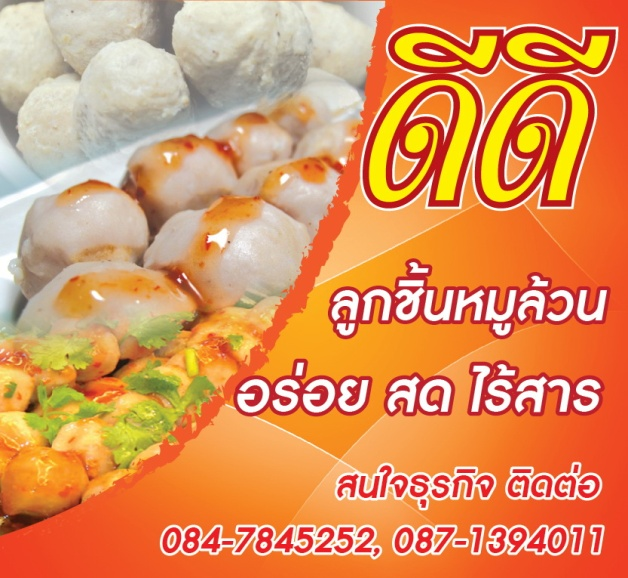 ดีดี
ลูกชิ้นหมูล้วน
อร่อย สด ไร้สาร
สนใจธุรกิจ ติดต่อ
084-7845252, 087-1394011